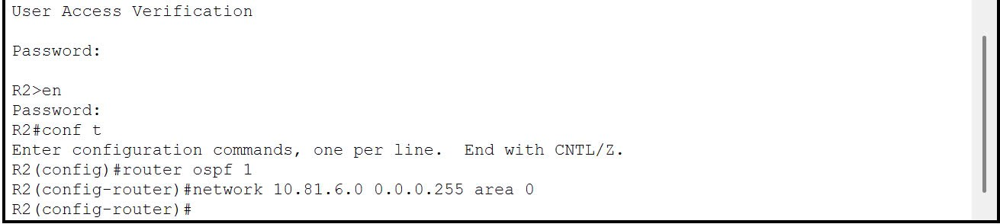 User Access Verification
Password:
R2>en
Password:
R2#conf t
Enter configuration commands, one per line.  End with CNTL/Z.
R2(config)#router ospf 1
R2(config-router)#network 10.81.6.0 0.0.0.255 area 0
R2(config-router)#